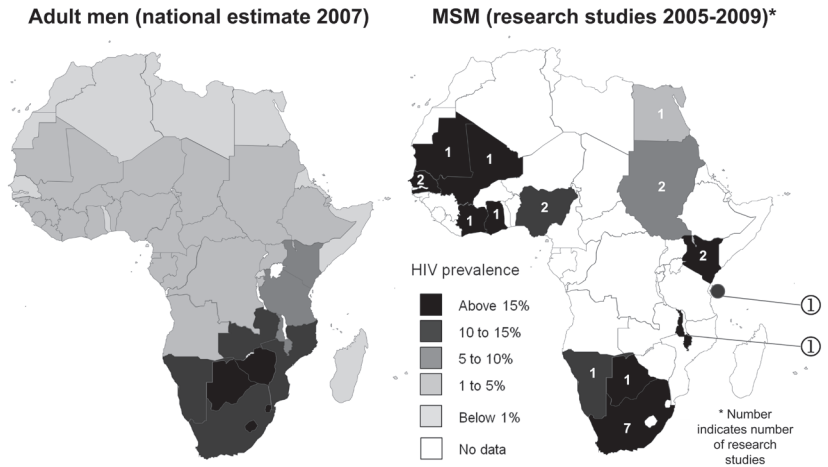 Adult men (national estimate 2007)
MSM (research studies 2005-2009)*
1
1
1
2
2
1
1
2
2
HIV prevalence
Above 15%
10 to 15%
5 to 10%
1 to 5%
Below 1%
No data
①
①
1
1
7
* Number
indicates number
of research
studies